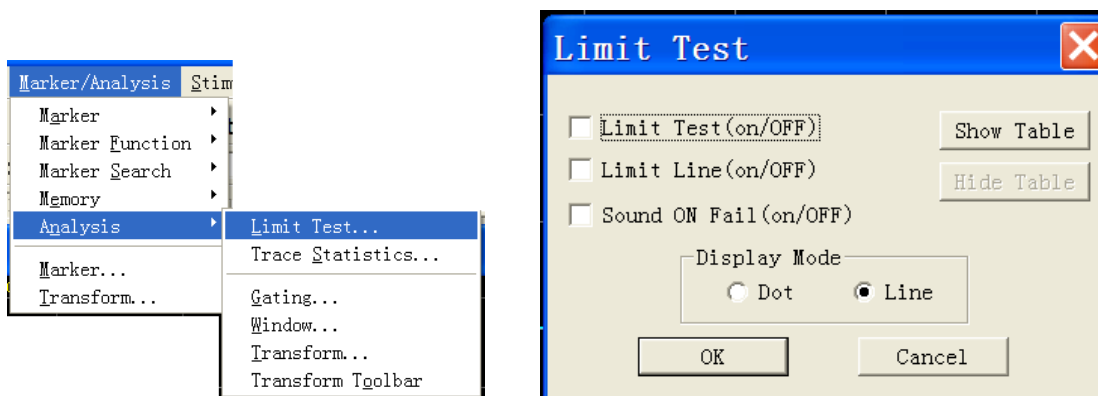 Marker/Analysis Stim
Marker
Marker Function
Marker Search
Memory
Analysis
Marker...
Transform...
Limit Test...
Trace Statistics...
Gating...
Window...
Transform...
Transform Toolbar
Limit Test
Limit Test(on/OFF)
Show Table
Limit Line(on/OFF)
Hide Table
Sound ON Fail(on/OFF)
Display Mode
Dot Line
OK Cancel